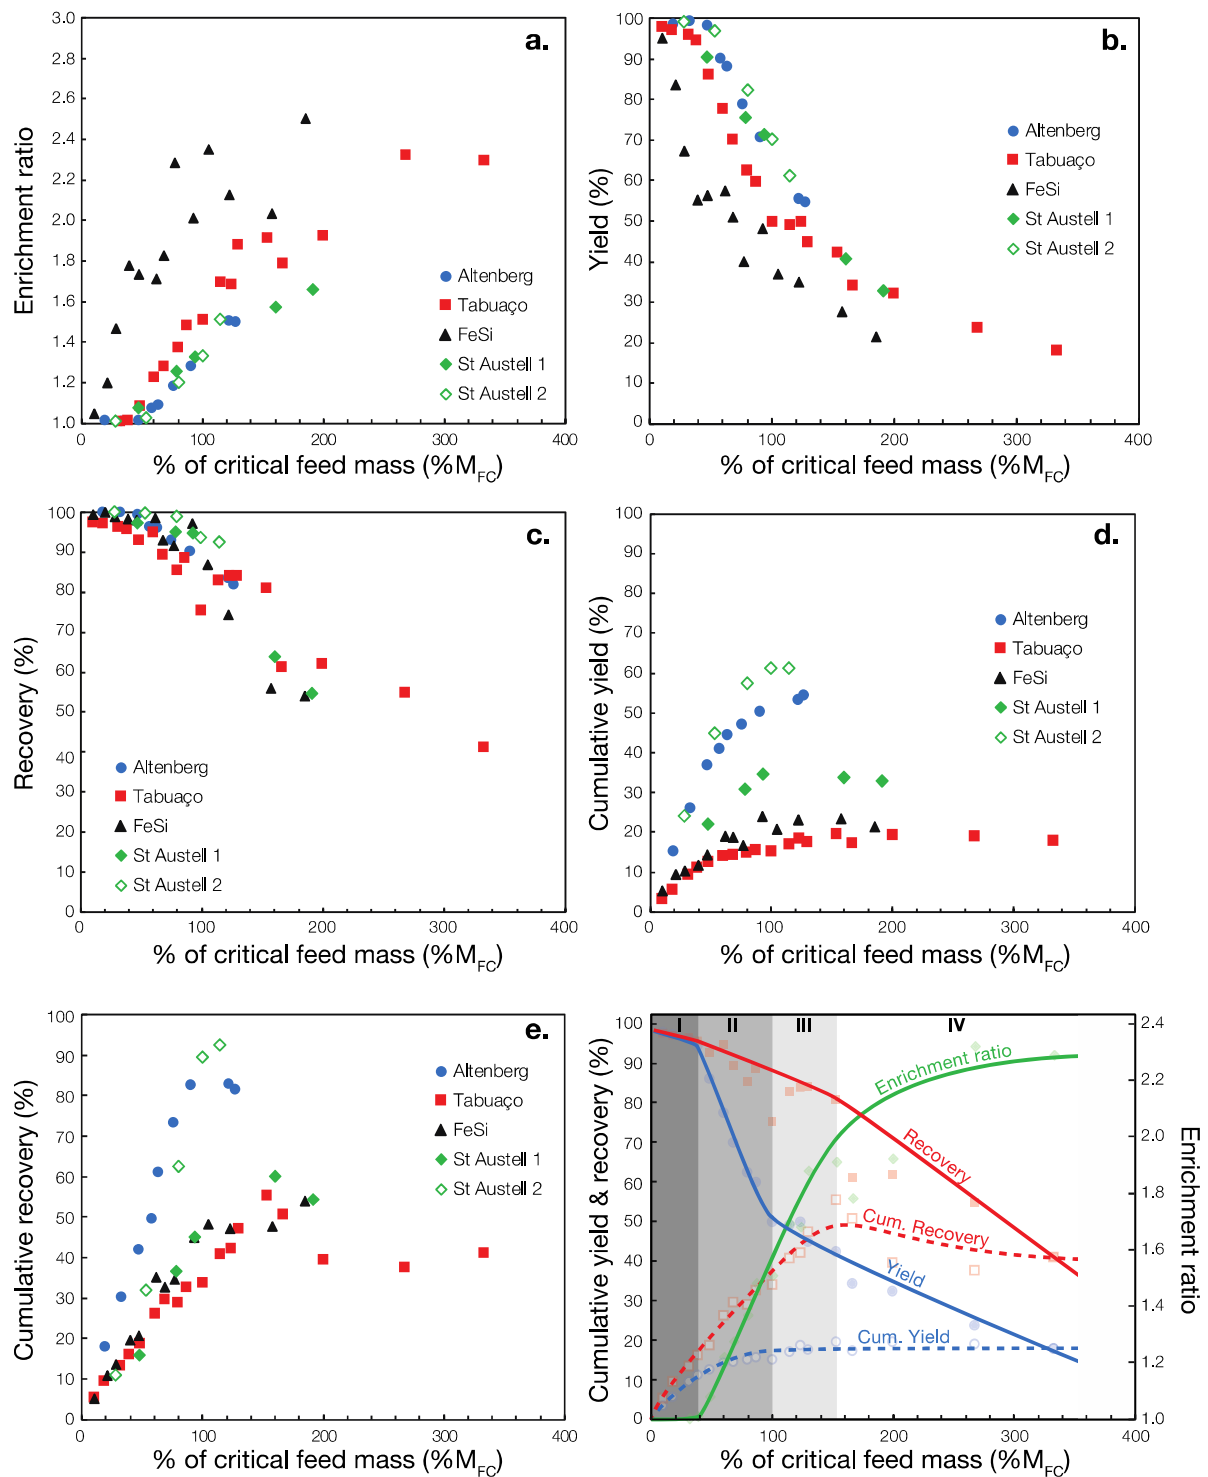 a.
3.0
2.8
2.6
2.4
2.2
2.0
1.8
1.6
1.4
1.2
1.0
Enrichment ratio
Altenberg
Tabuaço
FeSi
St Austell 1
St Austell 2
0 100 200 300 400
% of critical feed mass (%M_FC)
b.
100
90
80
70
60
50
40
30
20
10
0
Yield (%)
Altenberg
Tabuaço
FeSi
St Austell 1
St Austell 2
0 100 200 300 400
% of critical feed mass (%M_FC)
c.
100
90
80
70
60
50
40
30
20
10
0
Recovery (%)
Altenberg
Tabuaço
FeSi
St Austell 1
St Austell 2
0 100 200 300 400
% of critical feed mass (%M_FC)
d.
100
90
80
70
60
50
40
30
20
10
0
Cumulative yield (%)
Altenberg
Tabuaço
FeSi
St Austell 1
St Austell 2
0 100 200 300 400
% of critical feed mass (%M_FC)
e.
100
90
80
70
60
50
40
30
20
10
0
Cumulative recovery (%)
Altenberg
Tabuaço
FeSi
St Austell 1
St Austell 2
0 100 200 300 400
% of critical feed mass (%M_FC)
I II III IV
100
90
80
70
60
50
40
30
20
10
0
Cumulative yield & recovery (%)
Enrichment ratio
Recovery
Cum. Recovery
Yield
Cum. Yield
2.4
2.2
2.0
1.8
1.6
1.4
1.2
1.0
Enrichment ratio
0 100 200 300 400
% of critical feed mass (%M_FC)